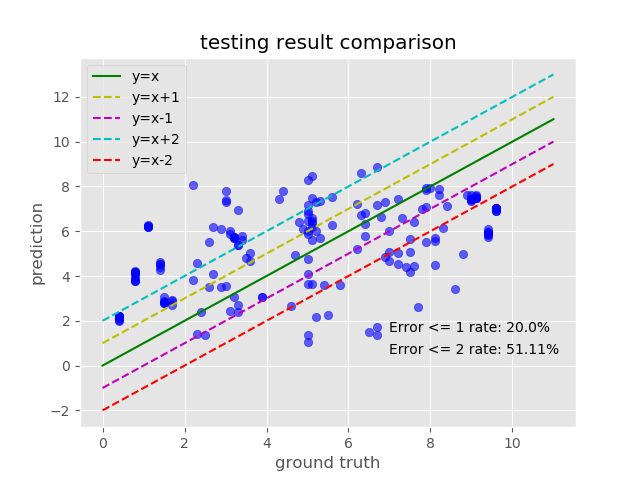 testing result comparison
y=x
y=x+1
y=x-1
y=x+2
y=x-2
12
10
8
6
4
2
0
−2
prediction
Error <= 1 rate: 20.0%
Error <= 2 rate: 51.11%
0 2 4 6 8 10
ground truth